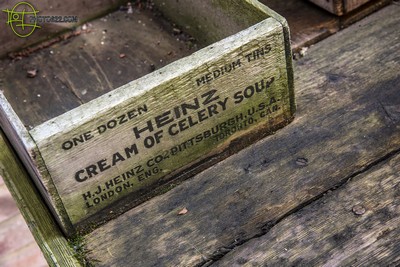 ONE DOZEN MEDIUM TINS
HEINZ
CREAM OF CELERY SOUP
H.J. HEINZ CO. PITTSBURGH, U.S.A.
LONDON, ENG. TORONTO, CAN.